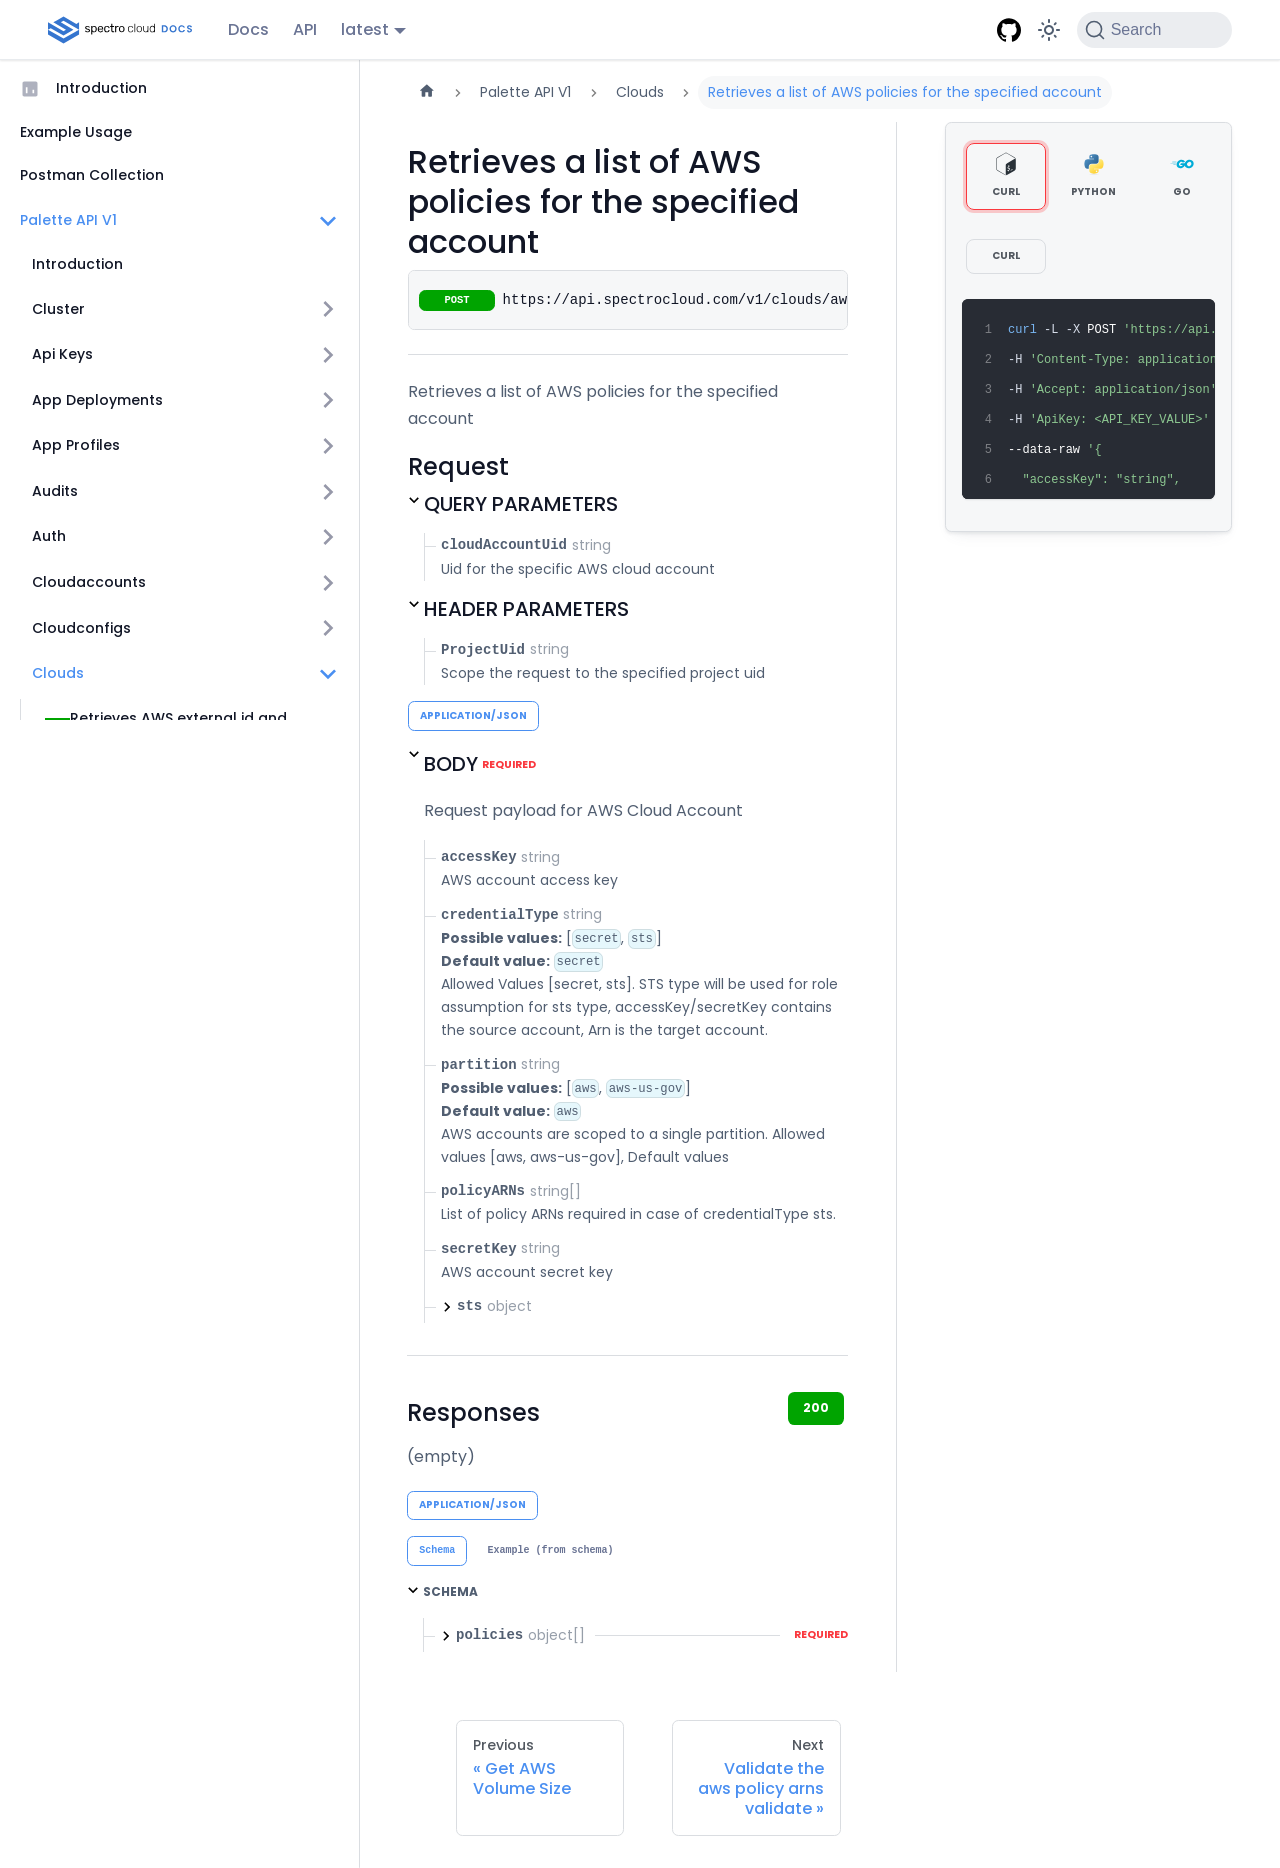 spectro cloud DOCS
Docs
API
latest
Search
Introduction
Example Usage
Postman Collection
Palette API V1
Introduction
Cluster
Api Keys
App Deployments
App Profiles
Audits
Auth
Cloudaccounts
Cloudconfigs
Clouds
Retrieves AWS external id and
Palette API V1
Clouds
Retrieves a list of AWS policies for the specified account
Retrieves a list of AWS
policies for the specified
account
POST https://api.spectrocloud.com/v1/clouds/aw
Retrieves a list of AWS policies for the specified
account
Request
QUERY PARAMETERS
cloudAccountUid string
Uid for the specific AWS cloud account
HEADER PARAMETERS
ProjectUid string
Scope the request to the specified project uid
APPLICATION/JSON
BODY REQUIRED
Request payload for AWS Cloud Account
accessKey string
AWS account access key
credentialType string
Possible values: [secret, sts]
Default value: secret
Allowed Values [secret, sts]. STS type will be used for role
assumption for sts type, accessKey/secretKey contains
the source account, Arn is the target account.
partition string
Possible values: [aws, aws-us-gov]
Default value: aws
AWS accounts are scoped to a single partition. Allowed
values [aws, aws-us-gov], Default values
policyARNs string[]
List of policy ARNs required in case of credentialType sts.
secretKey string
AWS account secret key
sts object
Responses
200
(empty)
APPLICATION/JSON
Schema
Example (from schema)
SCHEMA
policies object[] REQUIRED
CURL
PYTHON
GO
CURL
1 curl -L -X POST 'https://api.
2 -H 'Content-Type: application
3 -H 'Accept: application/json'
4 -H 'ApiKey: <API_KEY_VALUE>'
5 --data-raw '{
6 "accessKey": "string",
Previous
« Get AWS
Volume Size
Next
Validate the
aws policy arns
validate »